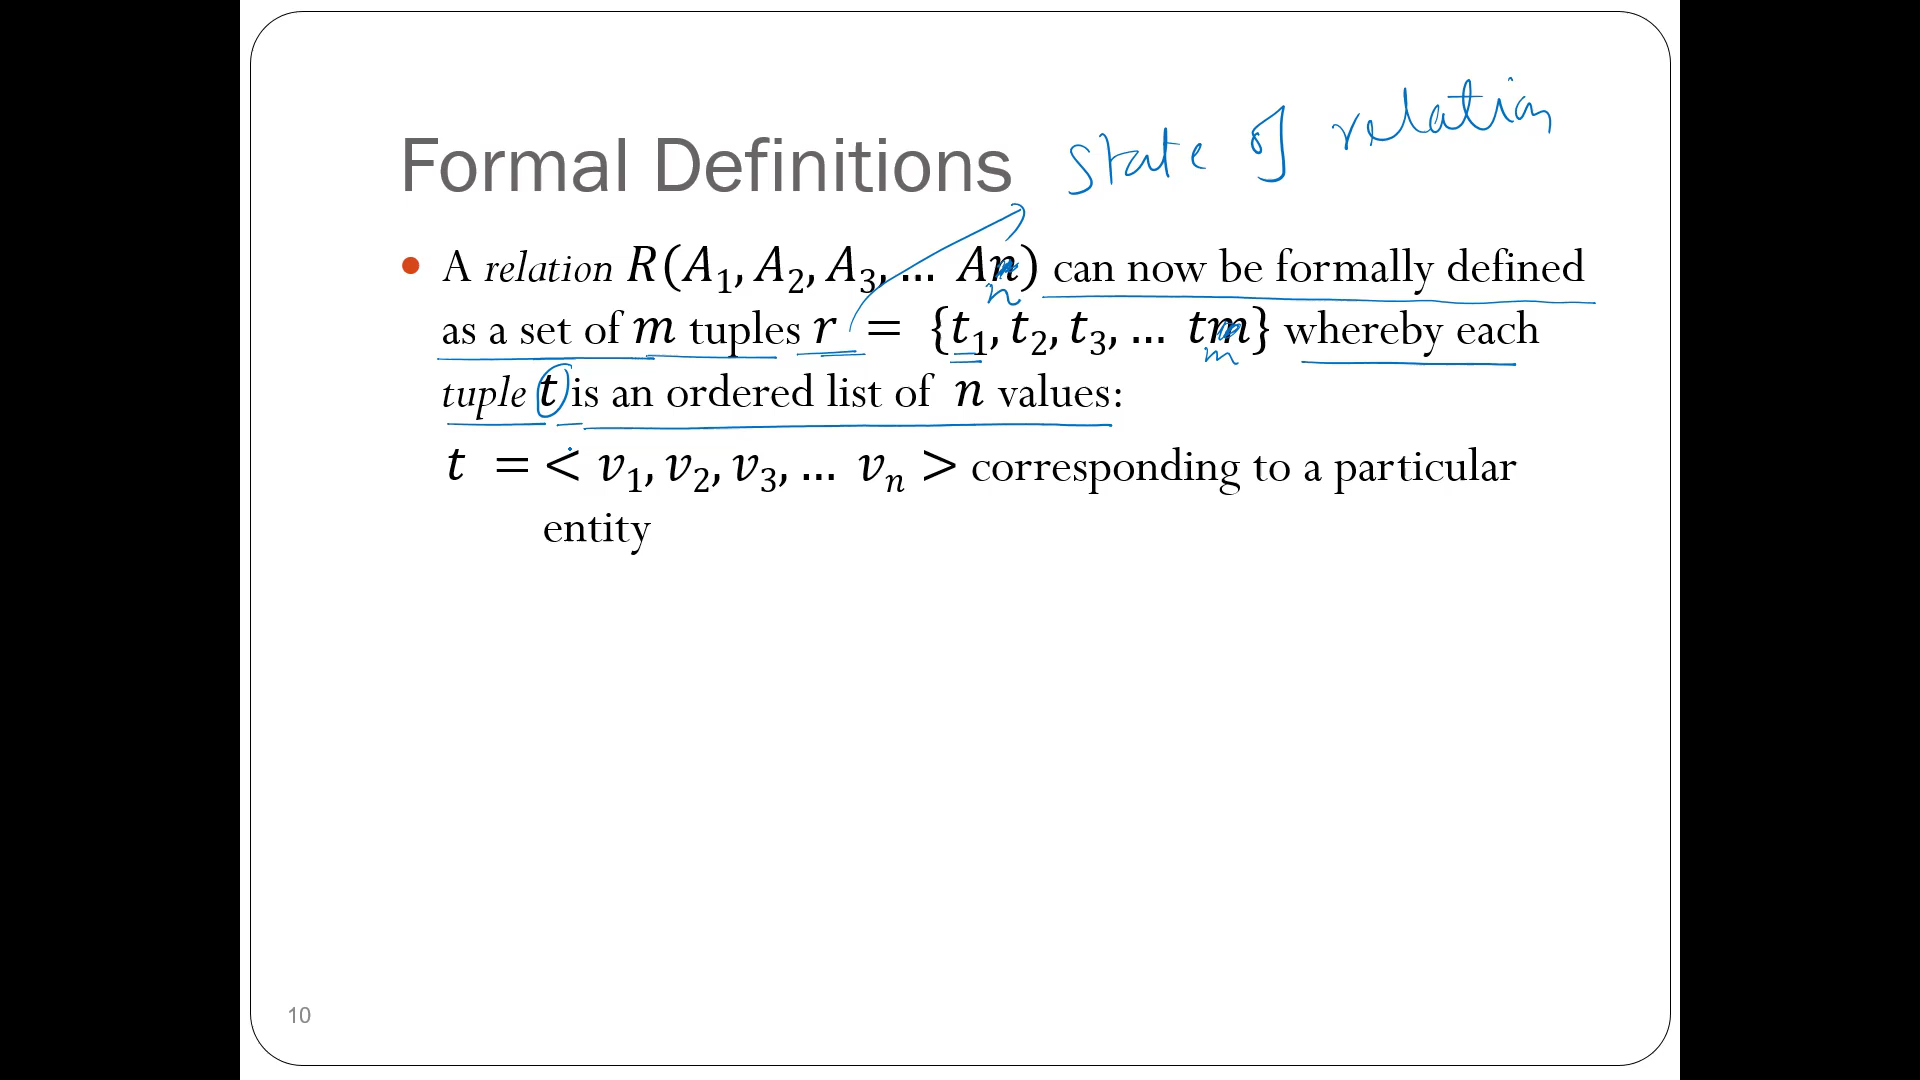 Formal Definitions state of relation
• A relation R(A₁, A₂, A₃, … An) can now be formally defined
n
as a set of m tuples r = {t₁, t₂, t₃, … tm} whereby each
m
tuple t is an ordered list of n values:
t = < v₁, v₂, v₃, … vₙ > corresponding to a particular
entity
10